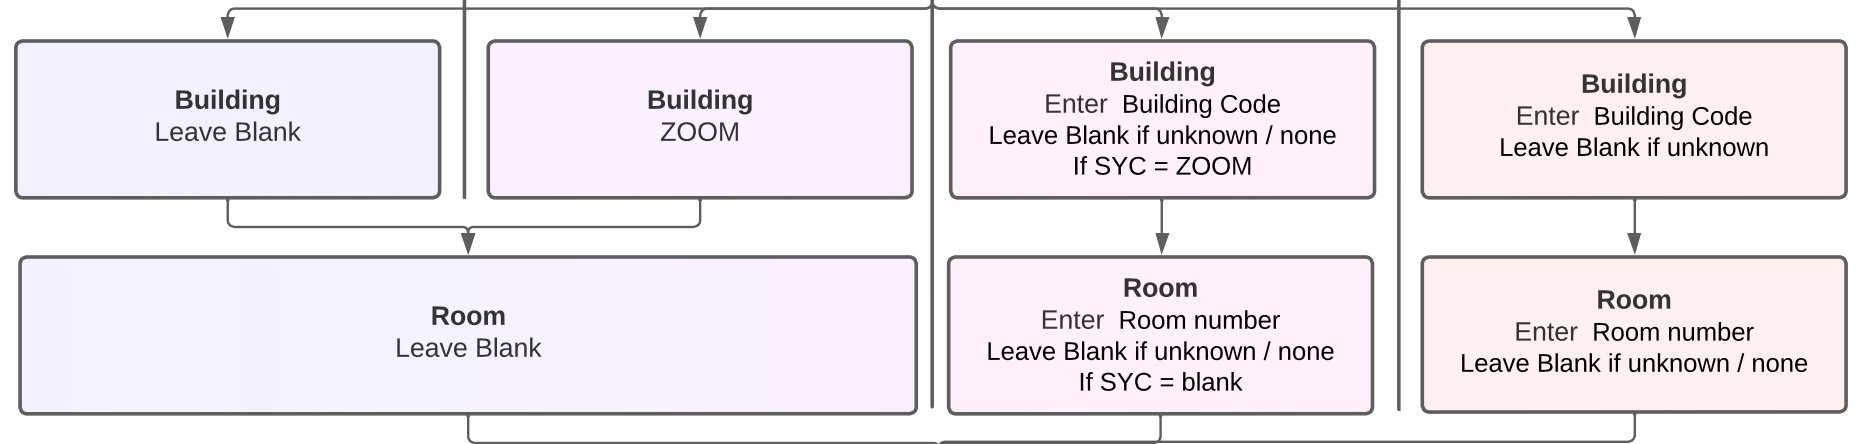 Building
Leave Blank
Building
ZOOM
Building
Enter  Building Code
Leave Blank if unknown / none
If SYC = ZOOM
Building
Enter  Building Code
Leave Blank if unknown
Room
Leave Blank
Room
Enter  Room number
Leave Blank if unknown / none
If SYC = blank
Room
Enter  Room number
Leave Blank if unknown / none